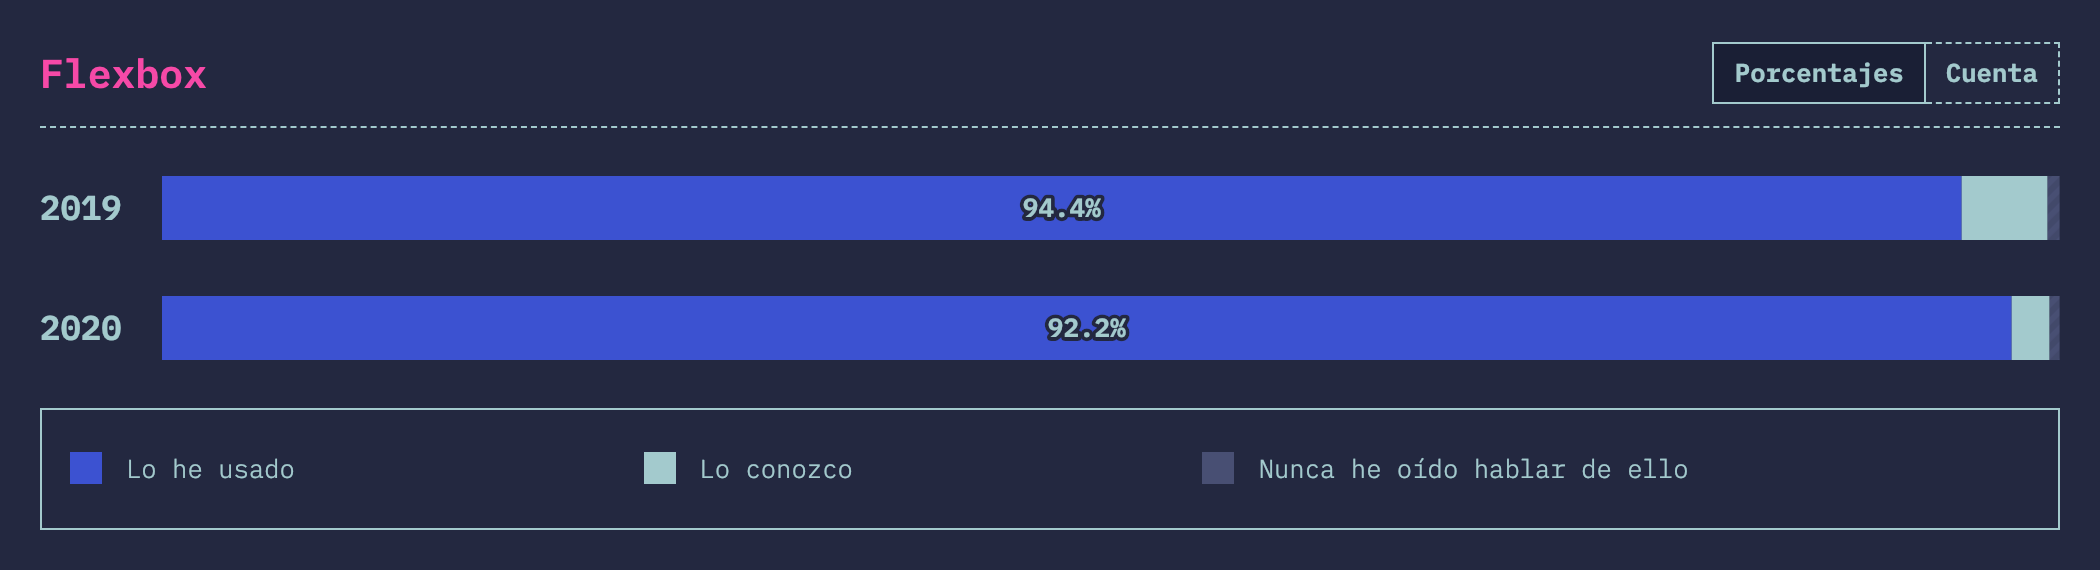 Flexbox
Porcentajes Cuenta
2019 94.4%
2020 92.2%
Lo he usado Lo conozco Nunca he oído hablar de ello